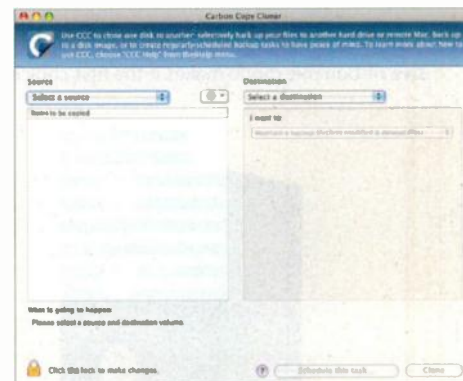 Carbon Copy Cloner
Use CCC to clone one disk to another, selectively back up your files to another hard drive or remote Mac, back up
to a disk image, or to create regularly scheduled backup tasks to have peace of mind. To learn more about how to
use CCC, choose "CCC Help" from the Help menu.
Source
Destination
Select a source
Select a destination
Items to be copied
I want to:
What is going to happen
Please select a source and destination volume.
Click the lock to make changes.
Schedule this task...
Clone